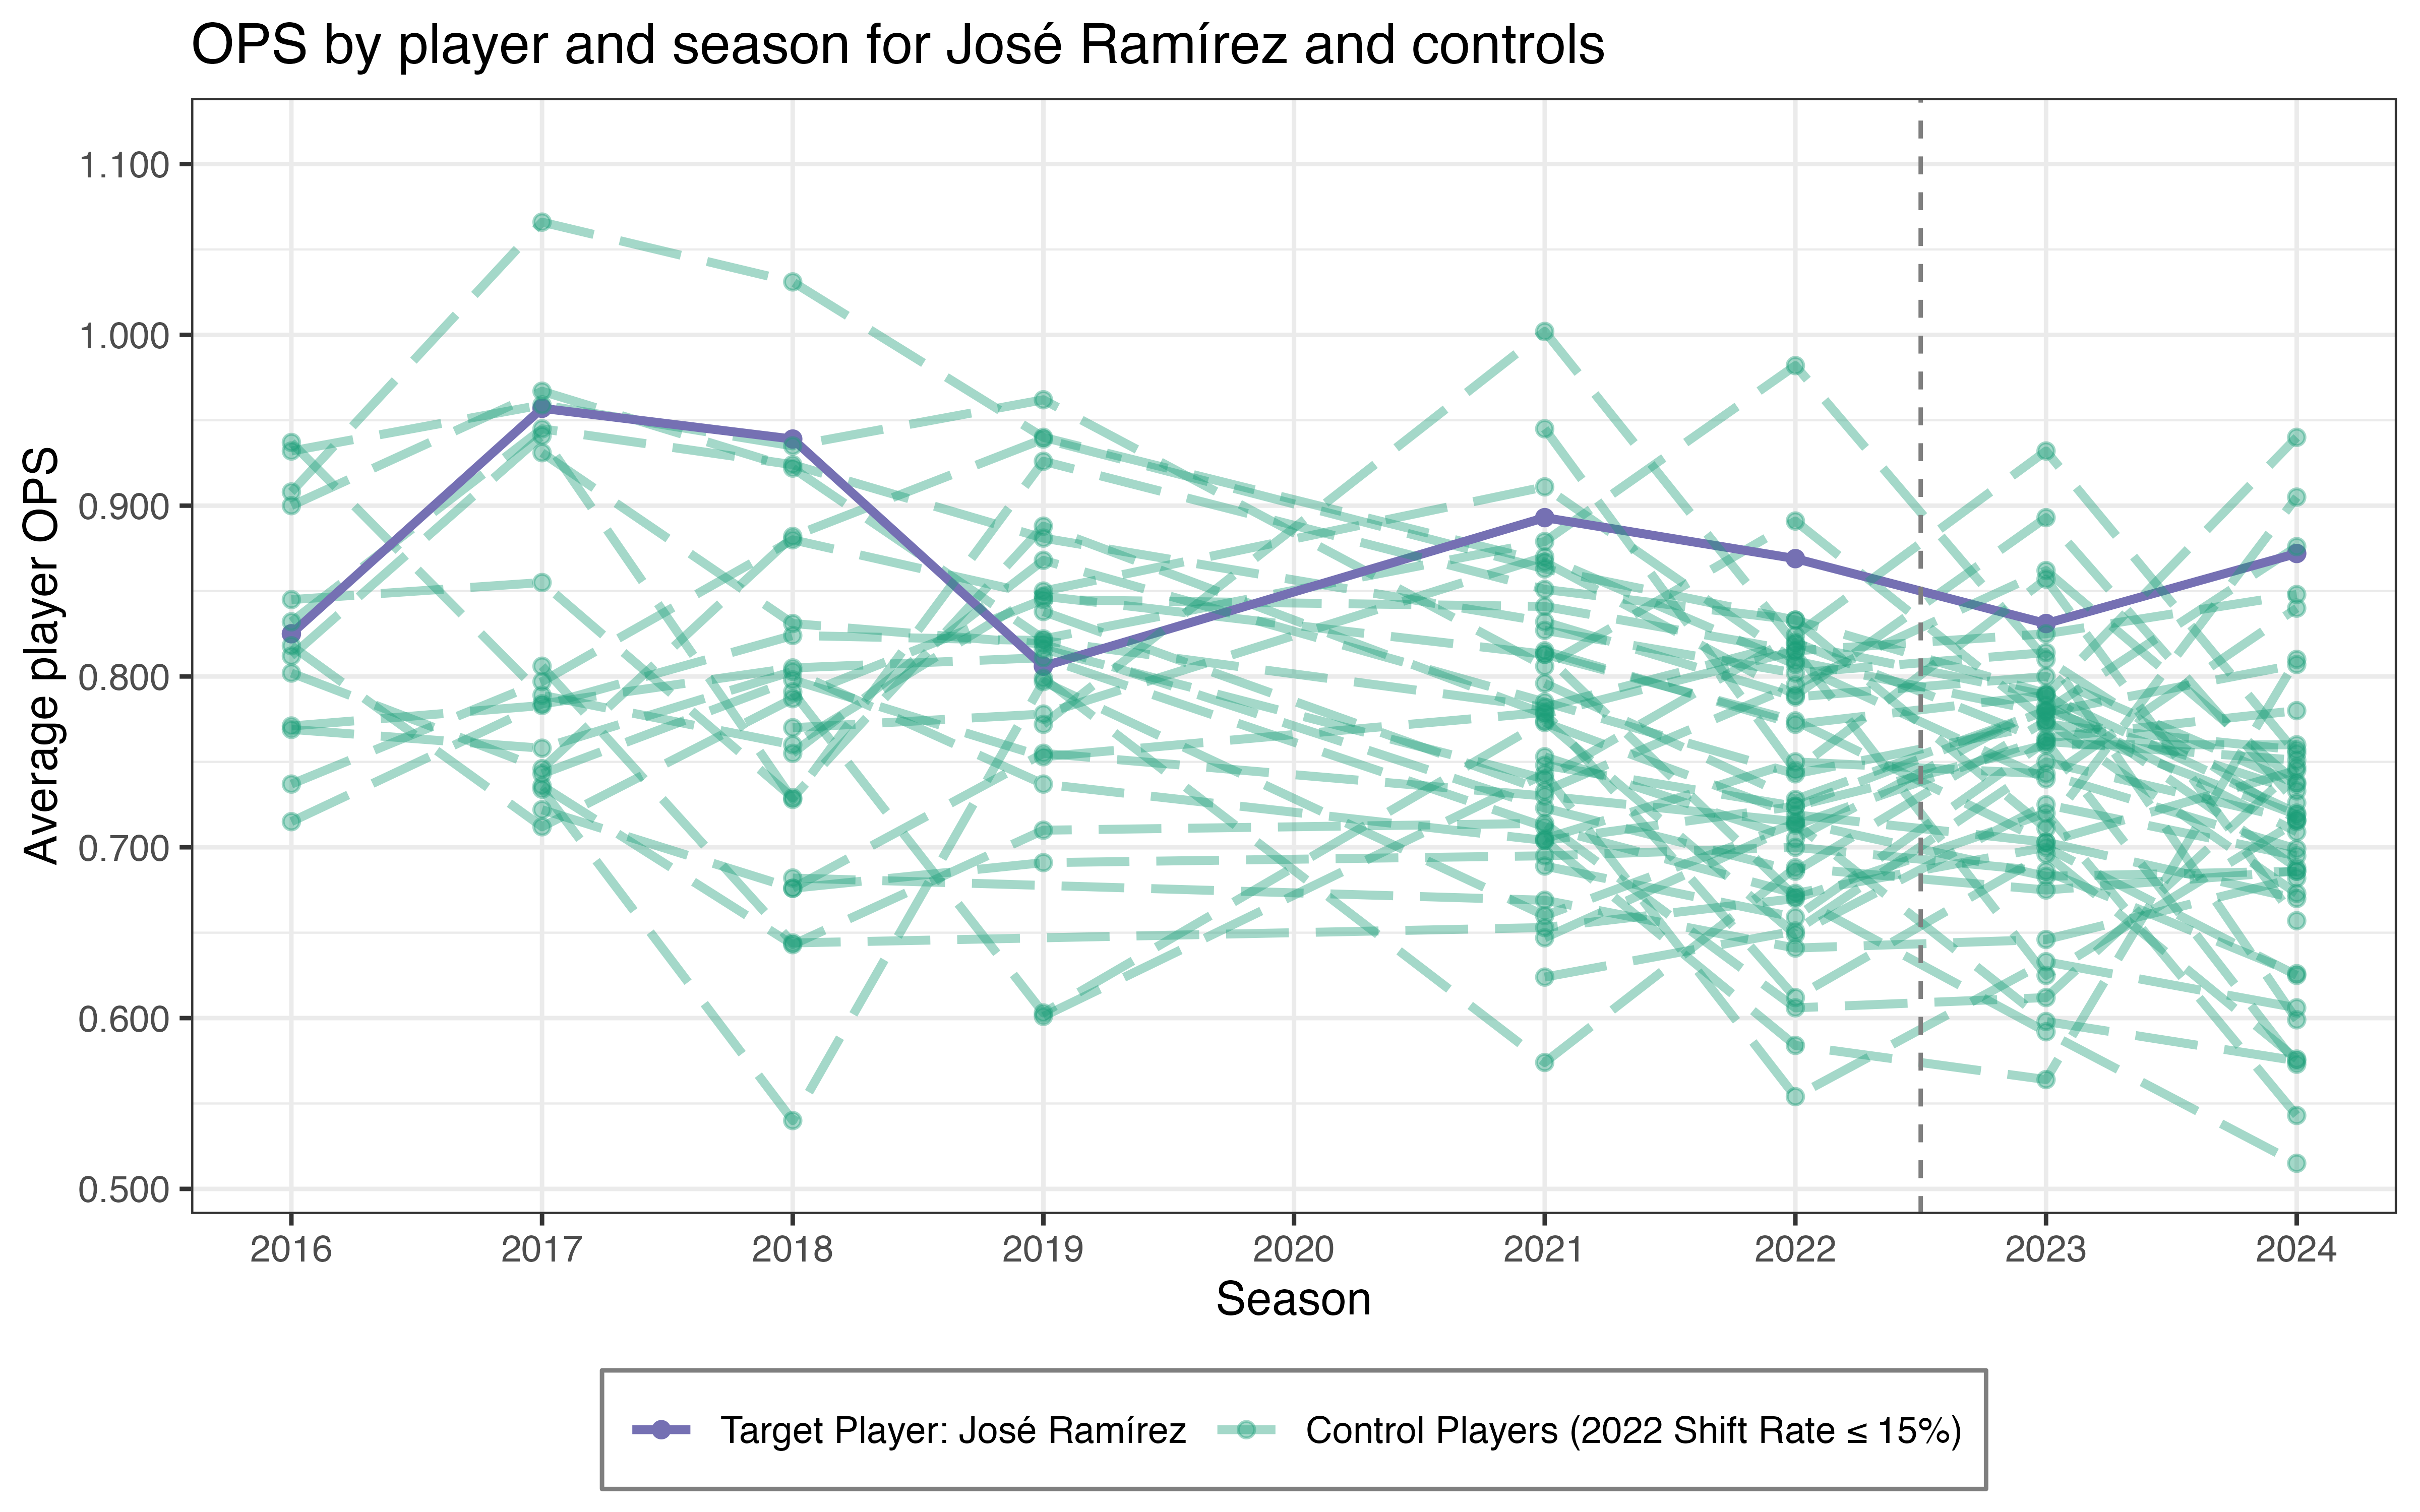 OPS by player and season for José Ramírez and controls
Average player OPS
1.100
1.000
0.900
0.800
0.700
0.600
0.500
2016 2017 2018 2019 2020 2021 2022 2023 2024
Season
Target Player: José Ramírez Control Players (2022 Shift Rate ≤ 15%)